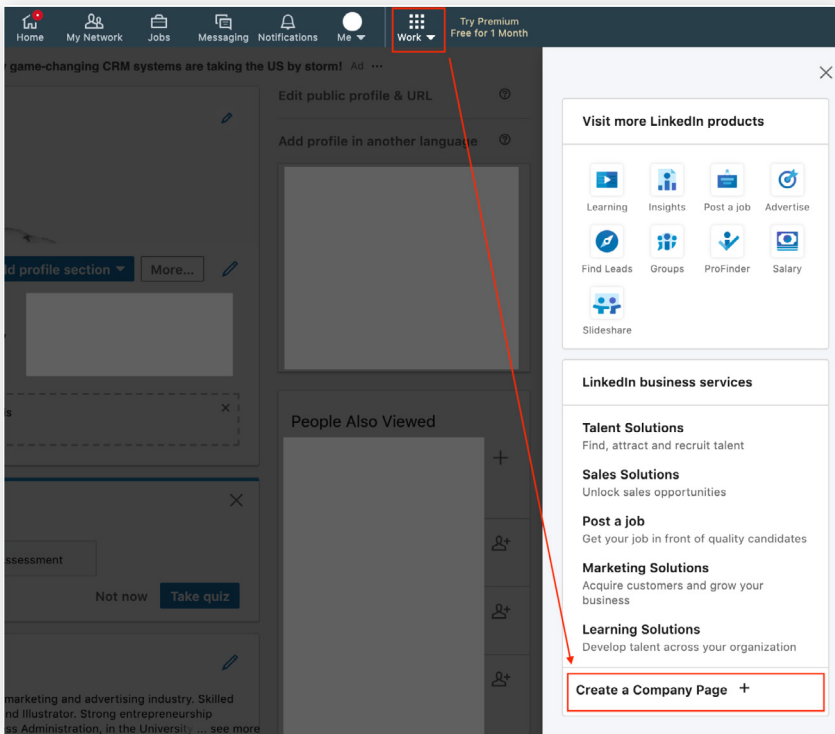 Home
My Network
Jobs
Messaging
Notifications
Me
Work
Try Premium
Free for 1 Month
game-changing CRM systems are taking the US by storm! Ad ...
Edit public profile & URL
Add profile in another language
profile section
More...
People Also Viewed
Not now
Take quiz
marketing and advertising industry. Skilled
Illustrator. Strong entrepreneurship
Administration, in the University ... see more
Visit more LinkedIn products
Learning
Insights
Post a job
Advertise
Find Leads
Groups
ProFinder
Salary
Slideshare
LinkedIn business services
Talent Solutions
Find, attract and recruit talent
Sales Solutions
Unlock sales opportunities
Post a job
Get your job in front of quality candidates
Marketing Solutions
Acquire customers and grow your
business
Learning Solutions
Develop talent across your organization
Create a Company Page +